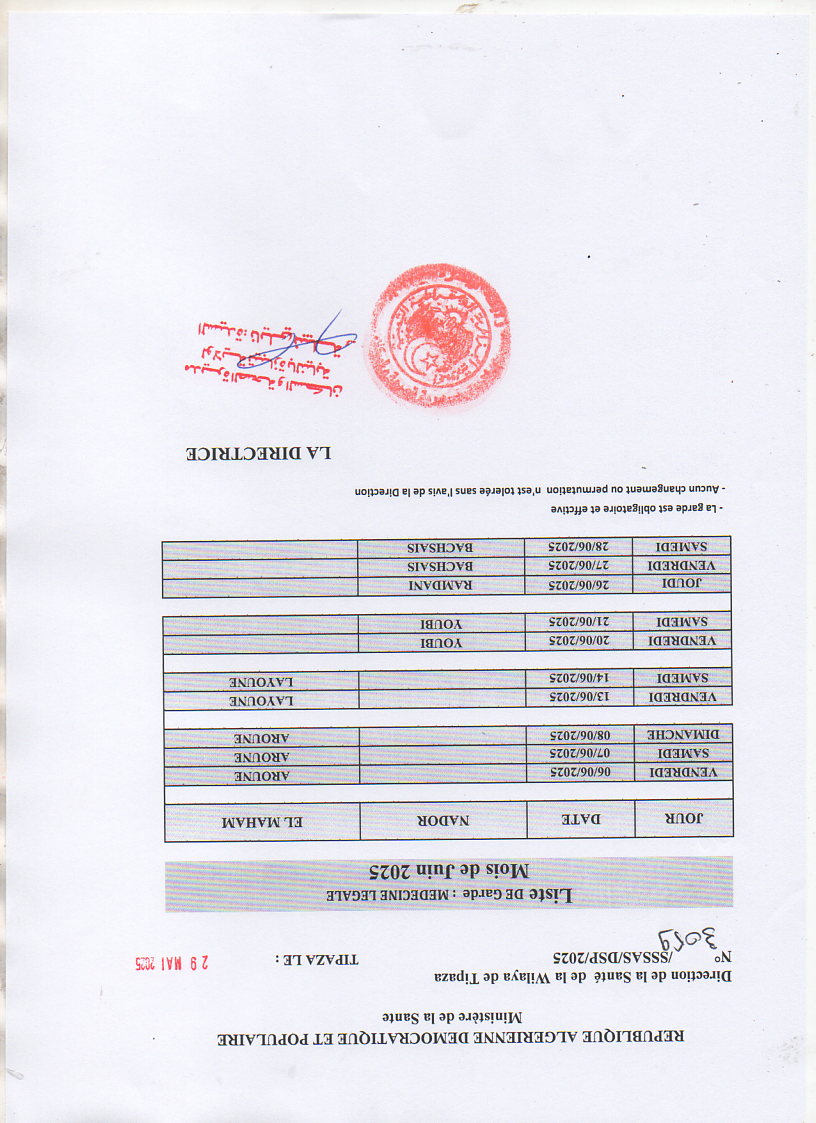 REPUBLIQUE ALGERIENNE DEMOCRATIQUE ET POPULAIRE
Ministère de la Sante
Direction de la Santé de la Wilaya de Tipaza
N° 3059 /SSSAS/DSP/2025 TIPAZA LE : 29 MAI 2025
Liste DE Garde : MEDECINE LEGALE
Mois de Juin 2025
JOUR DATE NADOR EL MAHAM
VENDREDI 06/06/2025 AROUNE
SAMEDI 07/06/2025 AROUNE
DIMANCHE 08/06/2025 AROUNE
VENDREDI 13/06/2025 LAYOUNE
SAMEDI 14/06/2025 LAYOUNE
VENDREDI 20/06/2025 YOUBI
SAMEDI 21/06/2025 YOUBI
JOUDI 26/06/2025 RAMDANI
VENDREDI 27/06/2025 BACHSAIS
SAMEDI 28/06/2025 BACHSAIS
- La garde est obligatoire et effctive
- Aucun changement ou permutation n'est tolerée sans l'avis de la Direction
LA DIRECTRICE
مديرة الصحة والسكان
لولاية تيبازة بالنيابة
السيدة: نايلي نبيلة